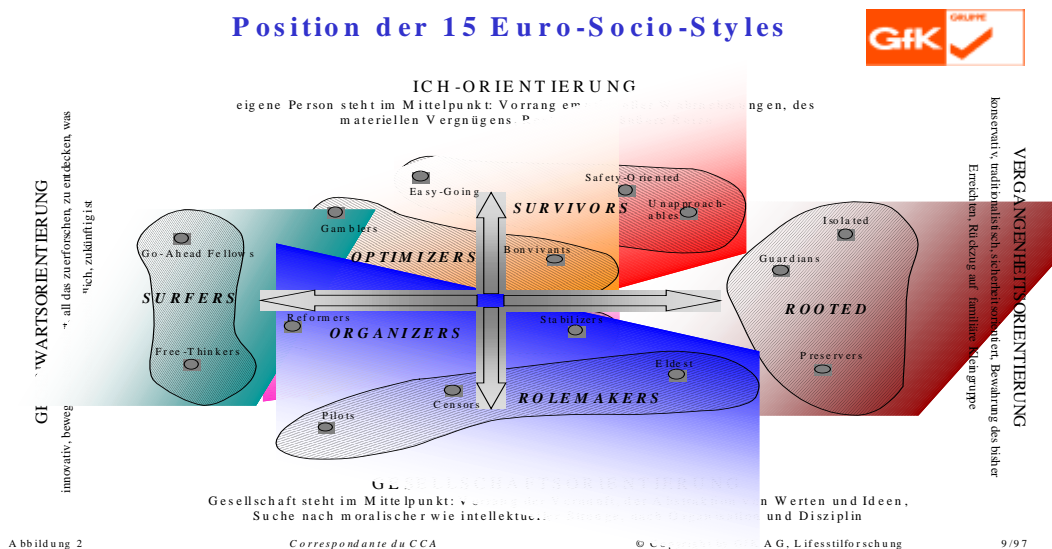 Position der 15 Euro-Socio-Styles
GRUPPE
GfK
ICH-ORIENTIERUNG
eigene Person steht im Mittelpunkt: Vorrang
des
materiellen Vergnügens,
VERGANGENHEITSORIENTIERUNG
konservativ, traditionalistisch, sicherheitsorientiert, Bewahrung des bisher
Erreichten, Rückzug auf familiäre Kleingruppe
WARTSORIENTIERUNG
all das zu erforschen, zu entdecken, was
zukünftig ist
innovativ,
Easy-Going
Safety-Oriented
SURVIVORS
Unapproach-
ables
Gamblers
Isolated
Go-Ahead Fellows
OPTIMIZERS
Bonvivants
Guardians
SURFERS
ROOTED
Reformers
ORGANIZERS
Stabilizers
Free-Thinkers
Preservers
Eldest
Censors
ROLEMAKERS
Pilots
GESELLSCHAFTSORIENTIERUNG
Gesellschaft steht im Mittelpunkt:
Werten und Ideen,
Suche nach moralischer wie
und Disziplin
Abbildung 2
Correspondante du CCA
©
AG, Lifesstilforschung
9/97